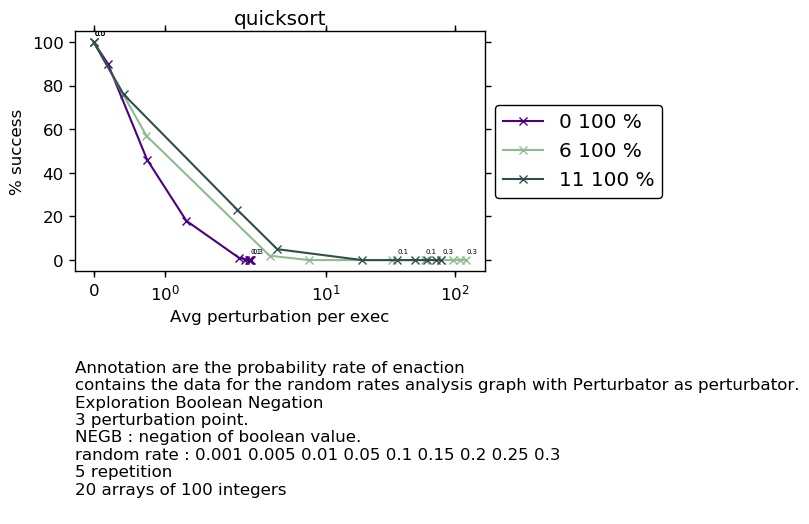 quicksort
% success
100
80
60
40
20
0
0.1
0.1
0.3
0.3
0
10⁰
10¹
10²
Avg perturbation per exec
0 100 %
6 100 %
11 100 %
Annotation are the probability rate of enaction
contains the data for the random rates analysis graph with Perturbator as perturbator.
Exploration Boolean Negation
3 perturbation point.
NEGB : negation of boolean value.
random rate : 0.001 0.005 0.01 0.05 0.1 0.15 0.2 0.25 0.3
5 repetition
20 arrays of 100 integers